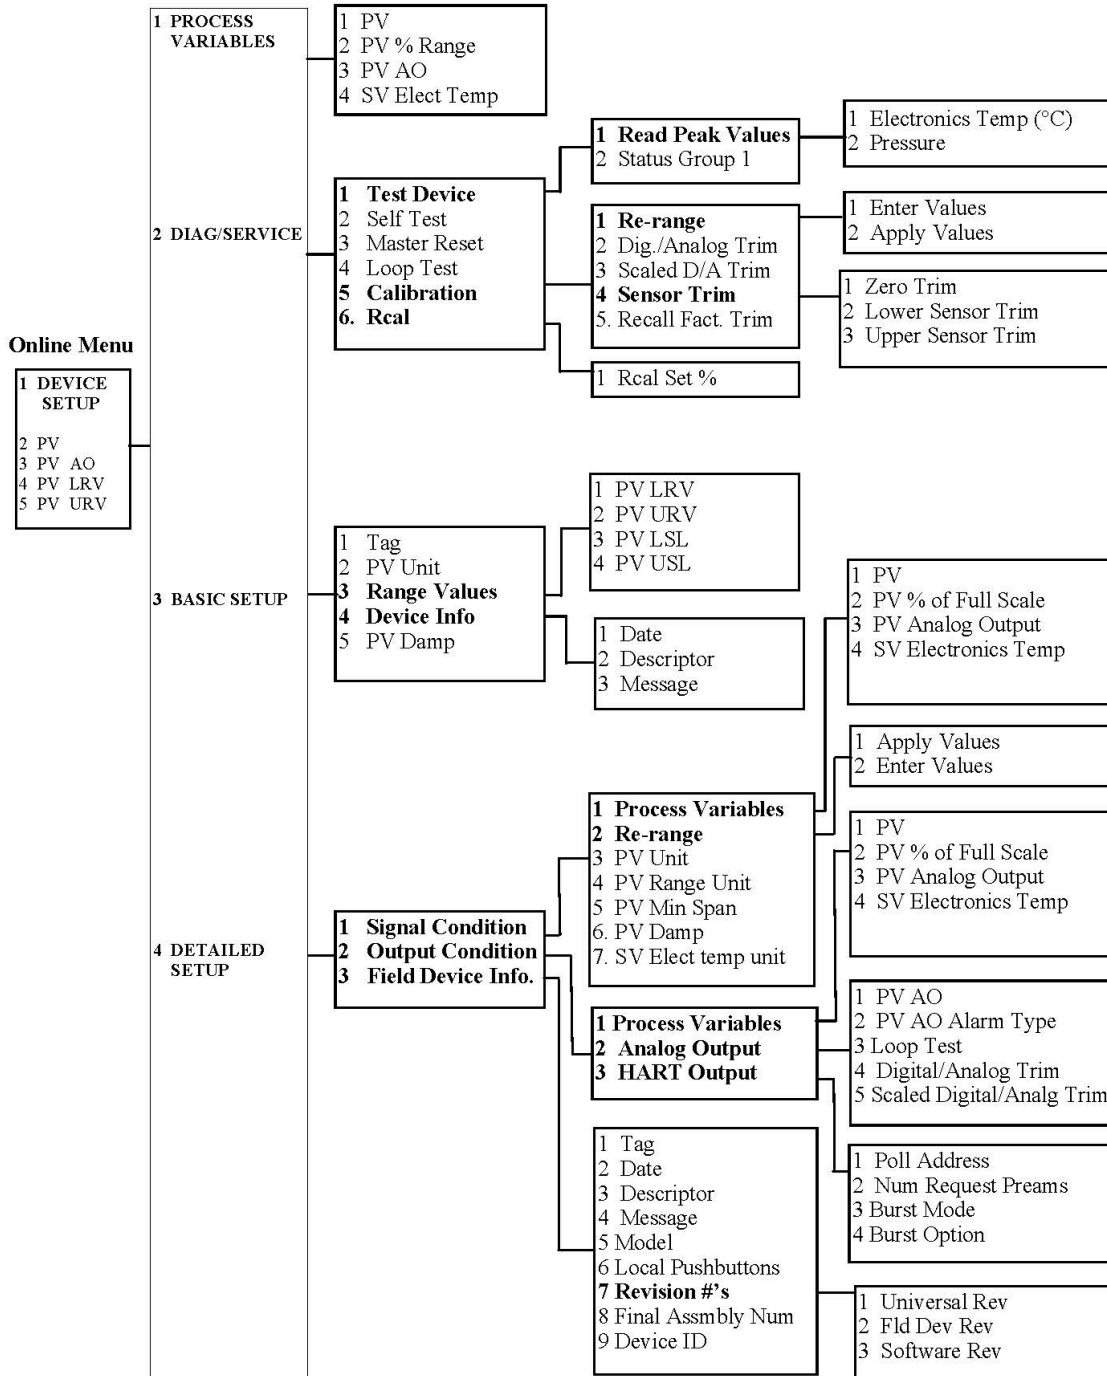 Online Menu
1 DEVICE
SETUP
2 PV
3 PV AO
4 PV LRV
5 PV URV
1 PROCESS
VARIABLES
2 DIAG/SERVICE
3 BASIC SETUP
4 DETAILED
SETUP
1 PV
2 PV % Range
3 PV AO
4 SV Elect Temp
1 Test Device
2 Self Test
3 Master Reset
4 Loop Test
5 Calibration
6. Rcal
1 Read Peak Values
2 Status Group 1
1 Electronics Temp (°C)
2 Pressure
1 Re-range
2 Dig./Analog Trim
3 Scaled D/A Trim
4 Sensor Trim
5. Recall Fact. Trim
1 Enter Values
2 Apply Values
1 Zero Trim
2 Lower Sensor Trim
3 Upper Sensor Trim
1 Rcal Set %
1 Tag
2 PV Unit
3 Range Values
4 Device Info
5 PV Damp
1 PV LRV
2 PV URV
3 PV LSL
4 PV USL
1 Date
2 Descriptor
3 Message
1 Signal Condition
2 Output Condition
3 Field Device Info.
1 Process Variables
2 Re-range
3 PV Unit
4 PV Range Unit
5 PV Min Span
6. PV Damp
7. SV Elect temp unit
1 PV
2 PV % of Full Scale
3 PV Analog Output
4 SV Electronics Temp
1 Apply Values
2 Enter Values
1 Process Variables
2 Analog Output
3 HART Output
1 PV
2 PV % of Full Scale
3 PV Analog Output
4 SV Electronics Temp
1 PV AO
2 PV AO Alarm Type
3 Loop Test
4 Digital/Analog Trim
5 Scaled Digital/Analg Trim
1 Poll Address
2 Num Request Preams
3 Burst Mode
4 Burst Option
1 Tag
2 Date
3 Descriptor
4 Message
5 Model
6 Local Pushbuttons
7 Revision #'s
8 Final Assmbly Num
9 Device ID
1 Universal Rev
2 Fld Dev Rev
3 Software Rev